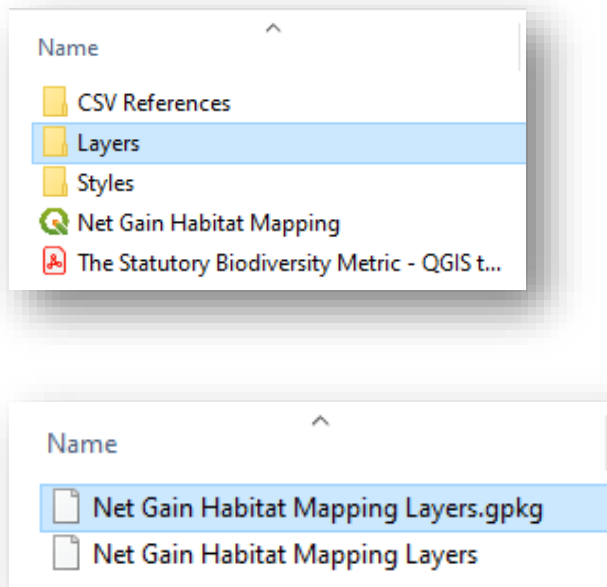 Name
CSV References
Layers
Styles
Net Gain Habitat Mapping
The Statutory Biodiversity Metric - QGIS t...
Name
Net Gain Habitat Mapping Layers.gpkg
Net Gain Habitat Mapping Layers